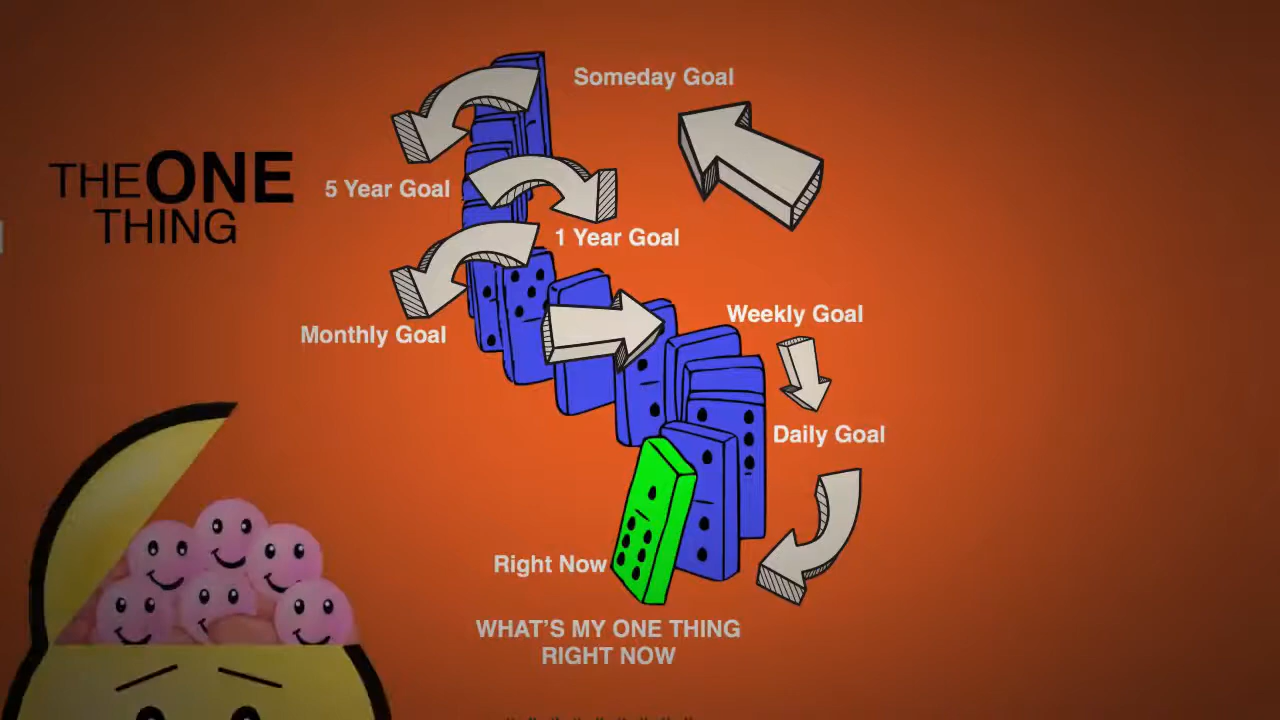 THE ONE
THING
Someday Goal
5 Year Goal
1 Year Goal
Monthly Goal
Weekly Goal
Daily Goal
Right Now
WHAT'S MY ONE THING
RIGHT NOW